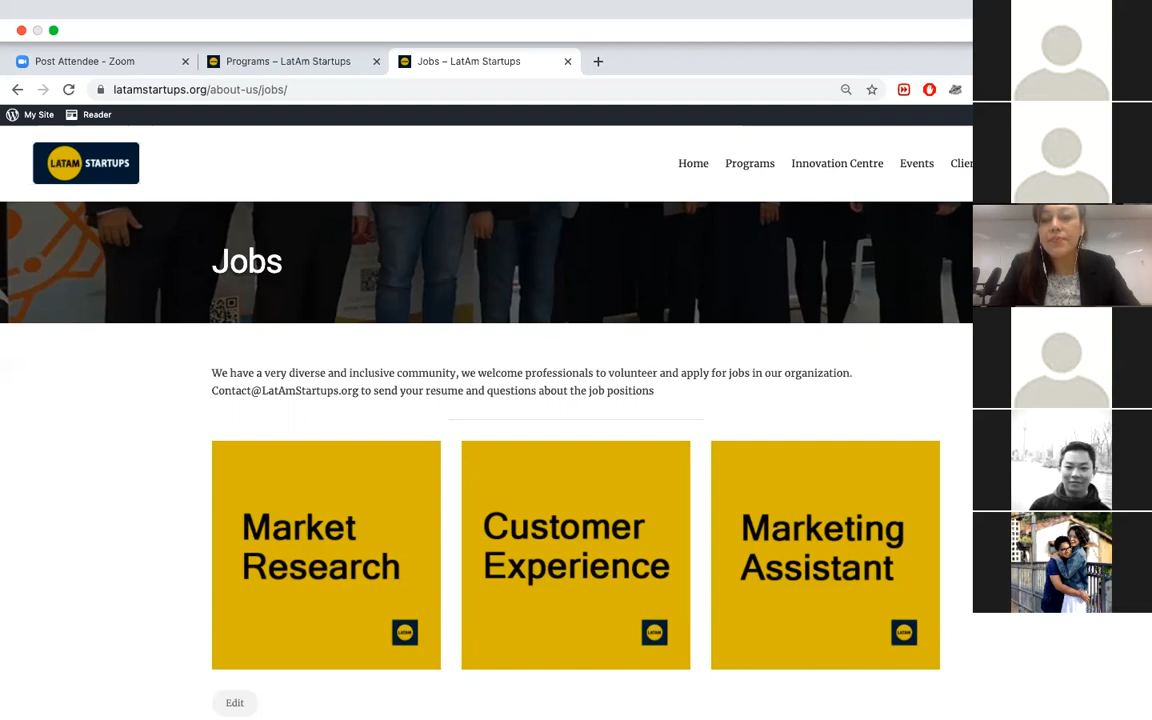 Post Attendee - Zoom
Programs – LatAm Startups
Jobs – LatAm Startups
latamstartups.org/about-us/jobs/
My Site
Reader
LATAM STARTUPS
Home
Programs
Innovation Centre
Events
Jobs
We have a very diverse and inclusive community, we welcome professionals to volunteer and apply for jobs in our organization.
Contact@LatAmStartups.org to send your resume and questions about the job positions
Market
Research
LATAM
Customer
Experience
LATAM
Marketing
Assistant
LATAM
Edit